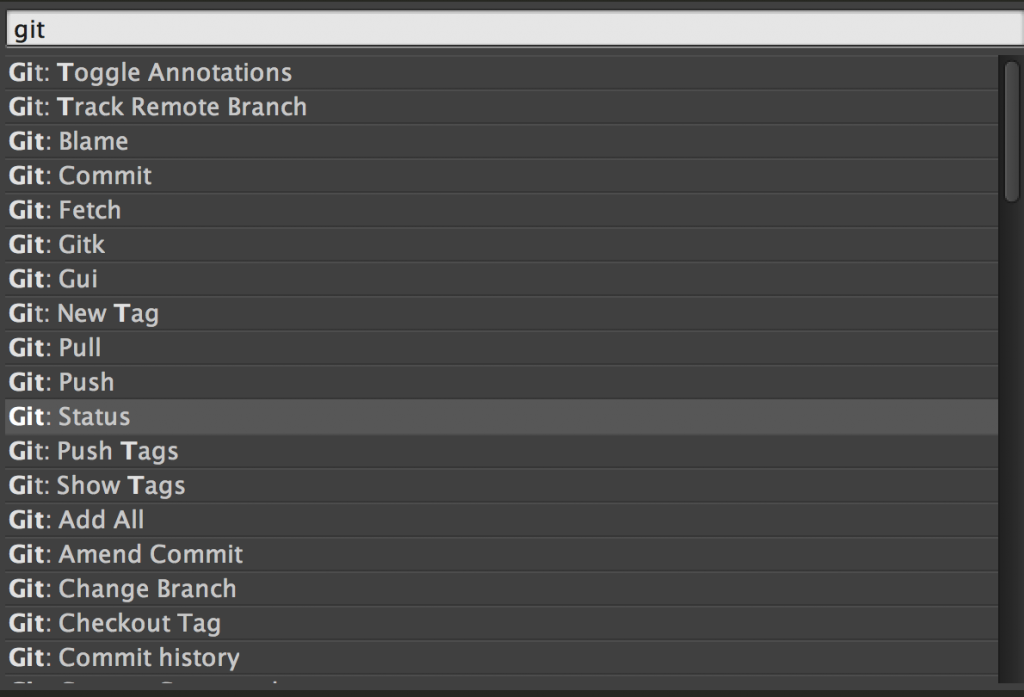 git
Git: Toggle Annotations
Git: Track Remote Branch
Git: Blame
Git: Commit
Git: Fetch
Git: Gitk
Git: Gui
Git: New Tag
Git: Pull
Git: Push
Git: Status
Git: Push Tags
Git: Show Tags
Git: Add All
Git: Amend Commit
Git: Change Branch
Git: Checkout Tag
Git: Commit history